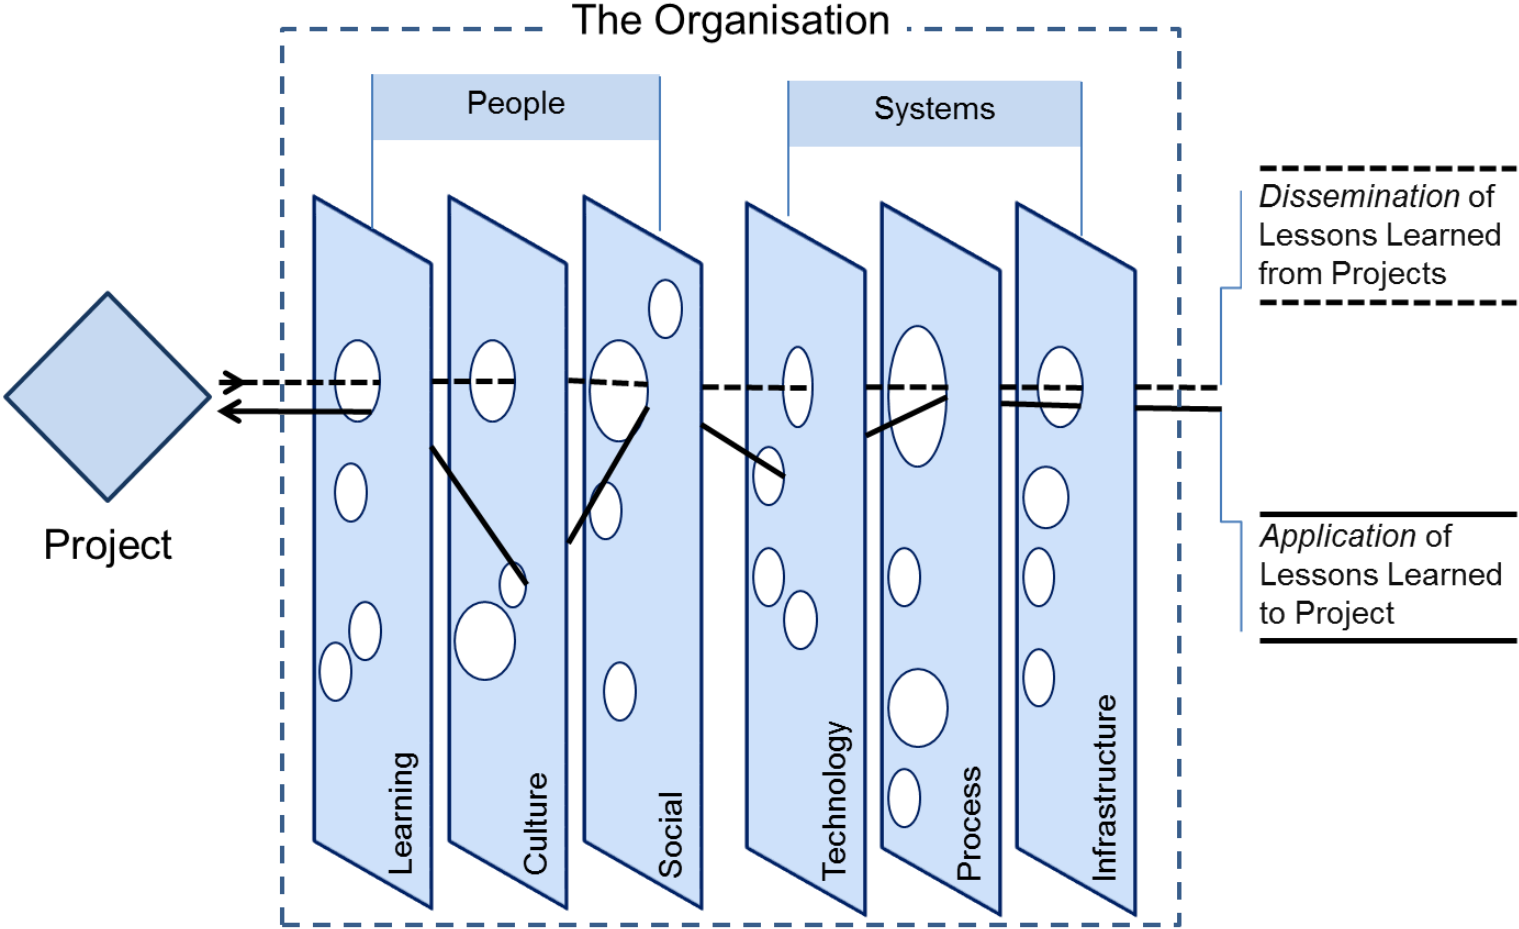 The Organisation
People
Systems
Dissemination of
Lessons Learned
from Projects
Project
Application of
Lessons Learned
to Project
Learning
Culture
Social
Technology
Process
Infrastructure